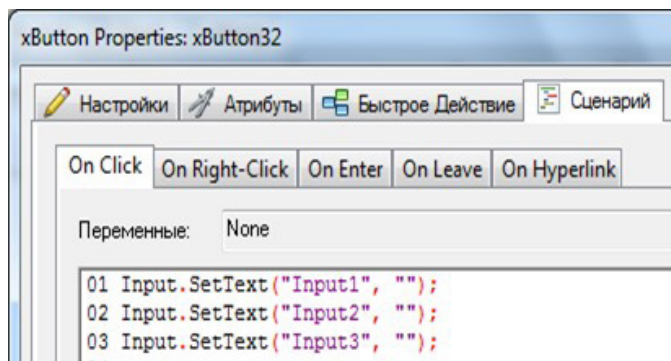 xButton Properties: xButton32
Настройки Атрибуты Быстрое Действие Сценарий
On Click On Right-Click On Enter On Leave On Hyperlink
Переменные: None
01 Input.SetText("Input1", "");
02 Input.SetText("Input2", "");
03 Input.SetText("Input3", "");